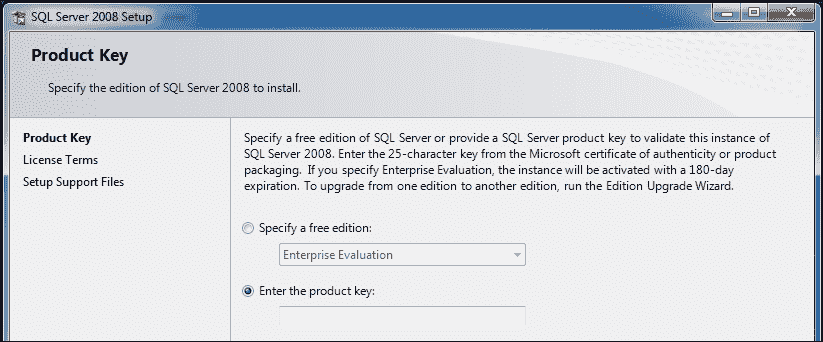 SQL Server 2008 Setup
Product Key
Specify the edition of SQL Server 2008 to install.
Product Key
License Terms
Setup Support Files
Specify a free edition of SQL Server or provide a SQL Server product key to validate this instance of
SQL Server 2008. Enter the 25-character key from the Microsoft certificate of authenticity or product
packaging. If you specify Enterprise Evaluation, the instance will be activated with a 180-day
expiration. To upgrade from one edition to another edition, run the Edition Upgrade Wizard.
Specify a free edition:
Enterprise Evaluation
Enter the product key: